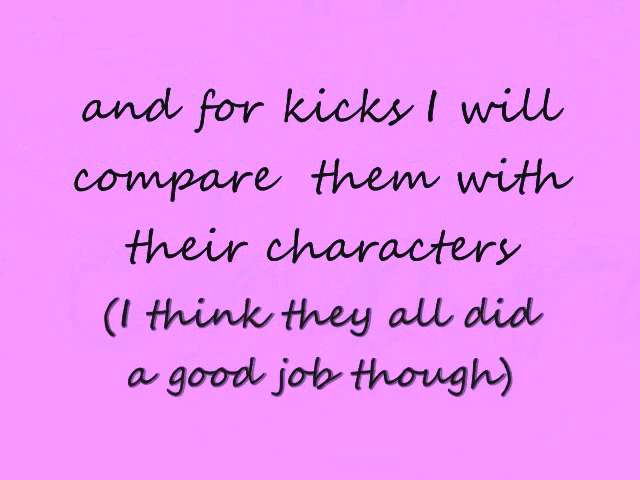 and for kicks I will
compare them with
their characters
(I think they all did
a good job though)